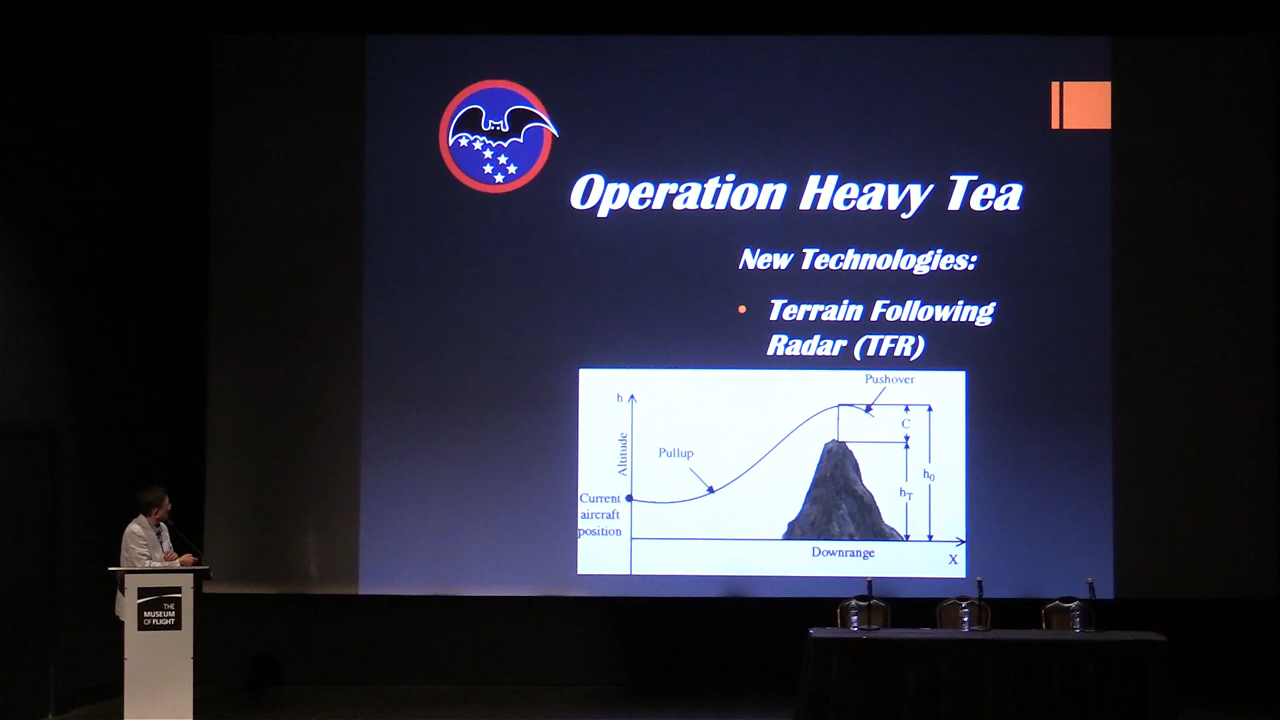 Operation Heavy Tea
New Technologies:
• Terrain Following
Radar (TFR)
Pushover
h
C
Altitude
Pullup
h0
hT
Current
aircraft
position
Downrange
X
THE
MUSEUM
OF FLIGHT